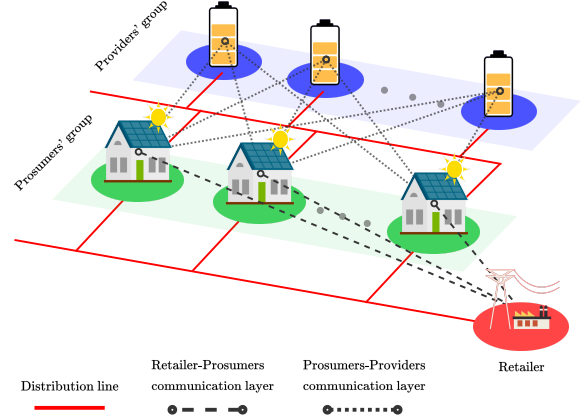 Providers' group
Prosumers' group
Retailer
Distribution line
Retailer-Prosumers
communication layer
Prosumers-Providers
communication layer